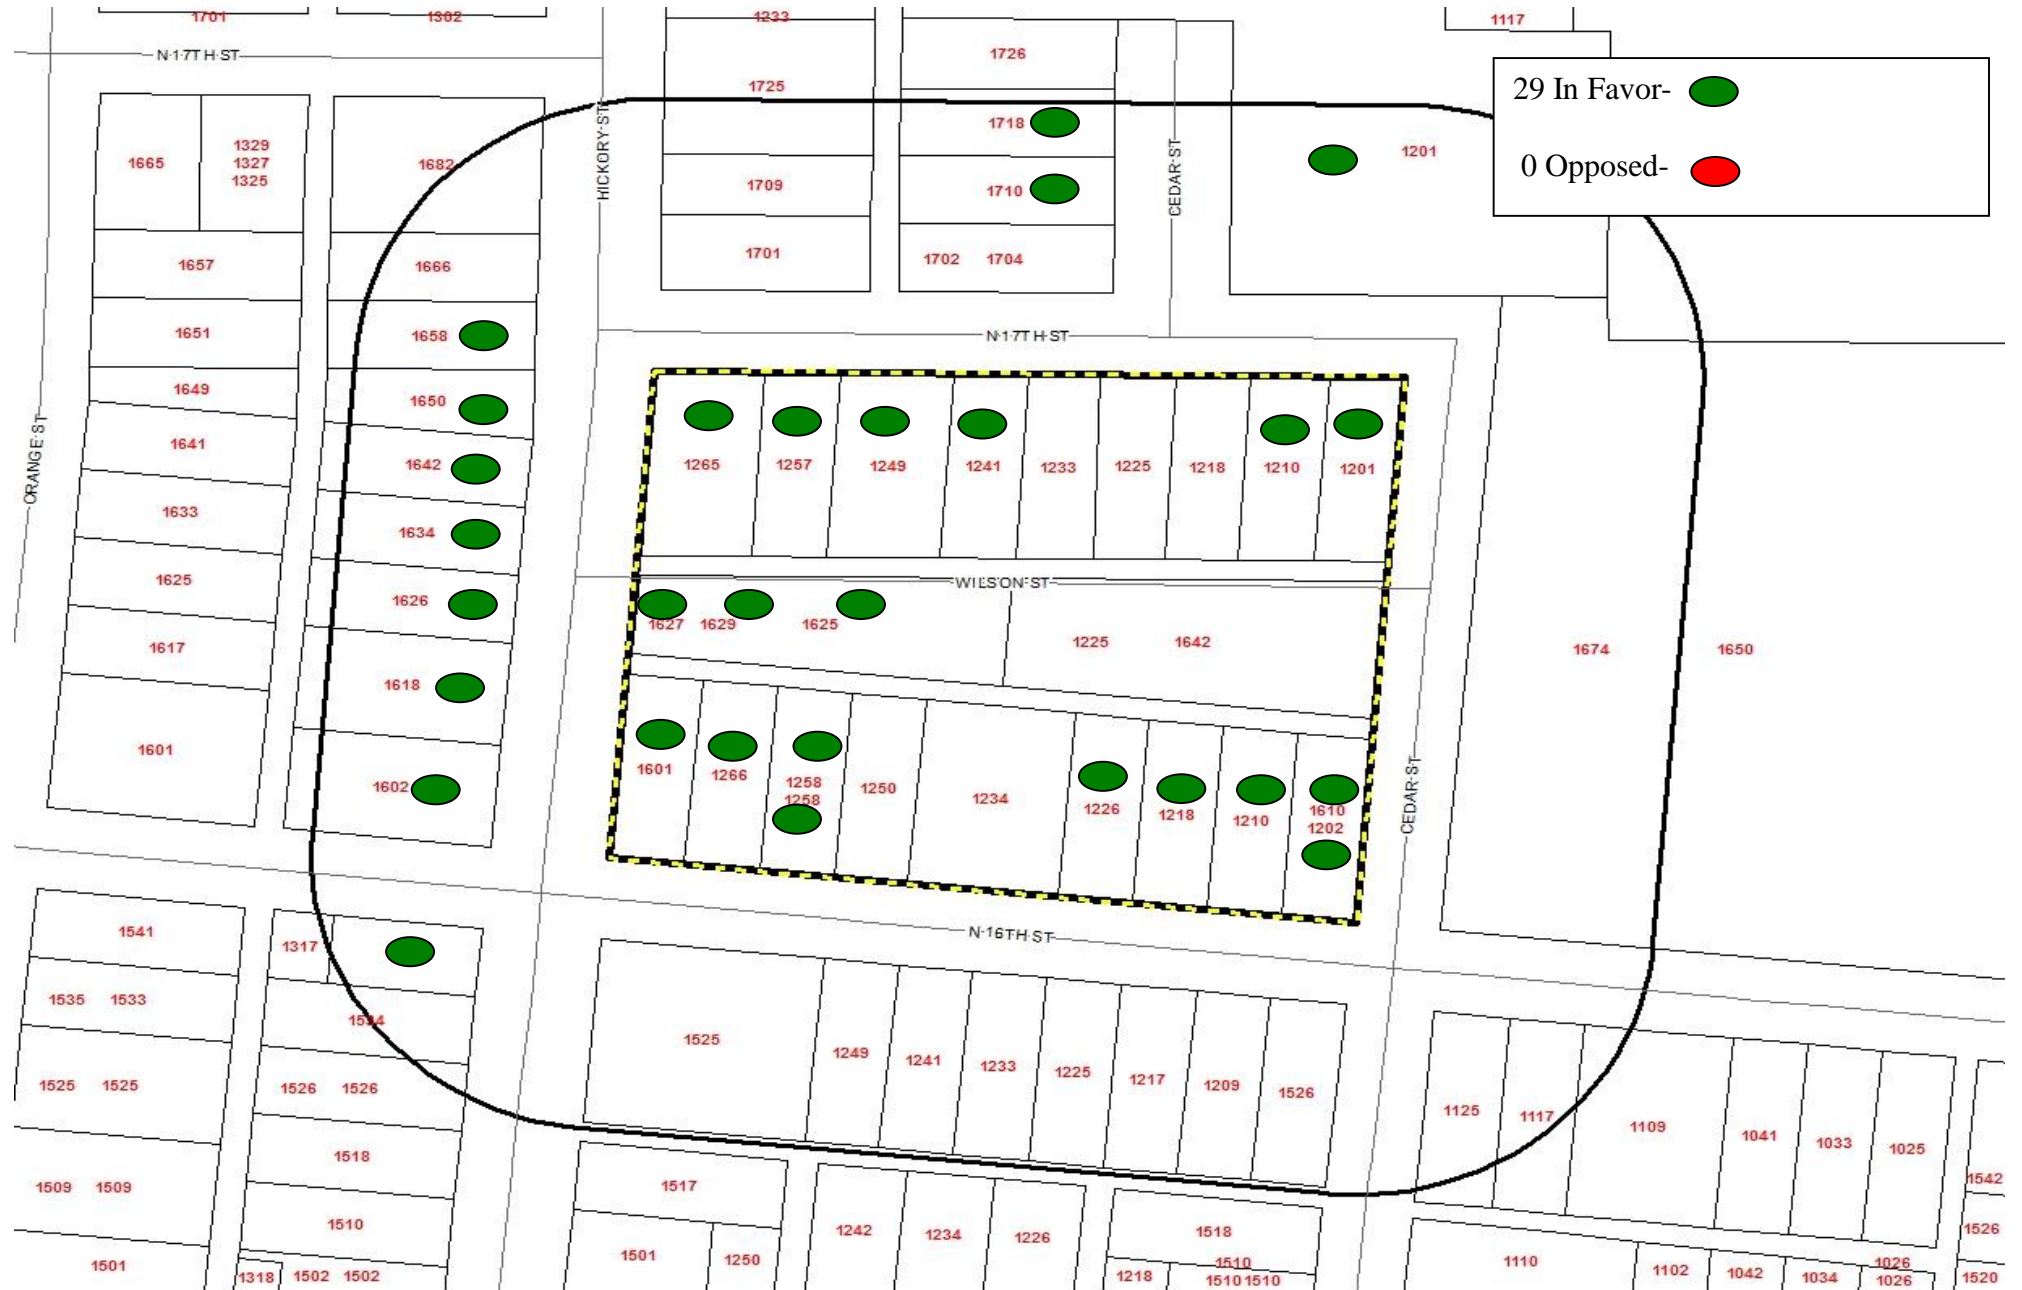 1701
1302
1233
1726
1117
N 17TH ST
1725
29 In Favor-
1718
1329
1665
1327
1682
1325
HICKORY ST
1709
1710
CEDAR ST
1201
0 Opposed-
1657
1666
1701
1702 1704
1651
1658
N 17TH ST
1649
1650
ORANGE ST
1641
1642
1265 1257 1249 1241 1233 1225 1218 1210 1201
1633
1634
1625
1626
WILSON ST
1627 1629 1625
1225 1642
1674 1650
1617
1618
1601
1602
1601 1266 1258 1250 1234 1226 1218 1210 1610
1258
1202
CEDAR ST
N 16TH ST
1541
1317
1535 1533
1534
1525 1249 1241 1233 1225 1217 1209 1526
1525 1525
1526 1526
1125 1117 1109 1041 1033 1025
1518
1509 1509
1517
1542
1510
1242 1234 1226
1518
1526
1501
1318 1502 1502
1501 1250
1510
1218 1510 1510
1110 1102 1042 1034 1026
1026
1520